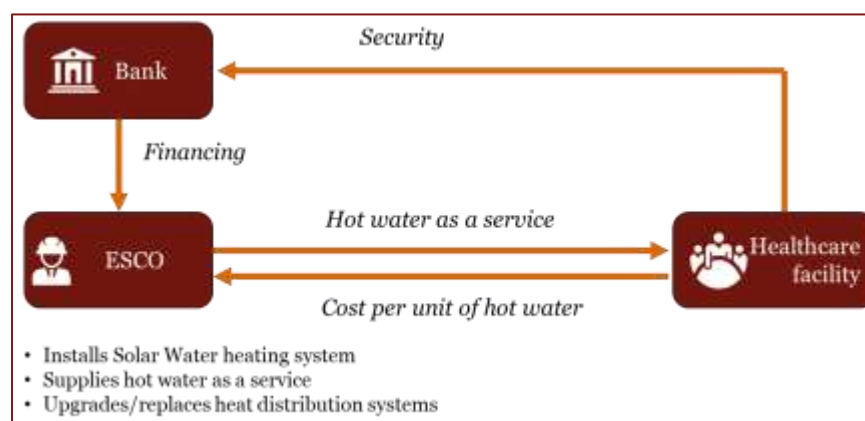 Security
Bank
Financing
Hot water as a service
ESCO
Healthcare
facility
Cost per unit of hot water
• Installs Solar Water heating system
• Supplies hot water as a service
• Upgrades/replaces heat distribution systems